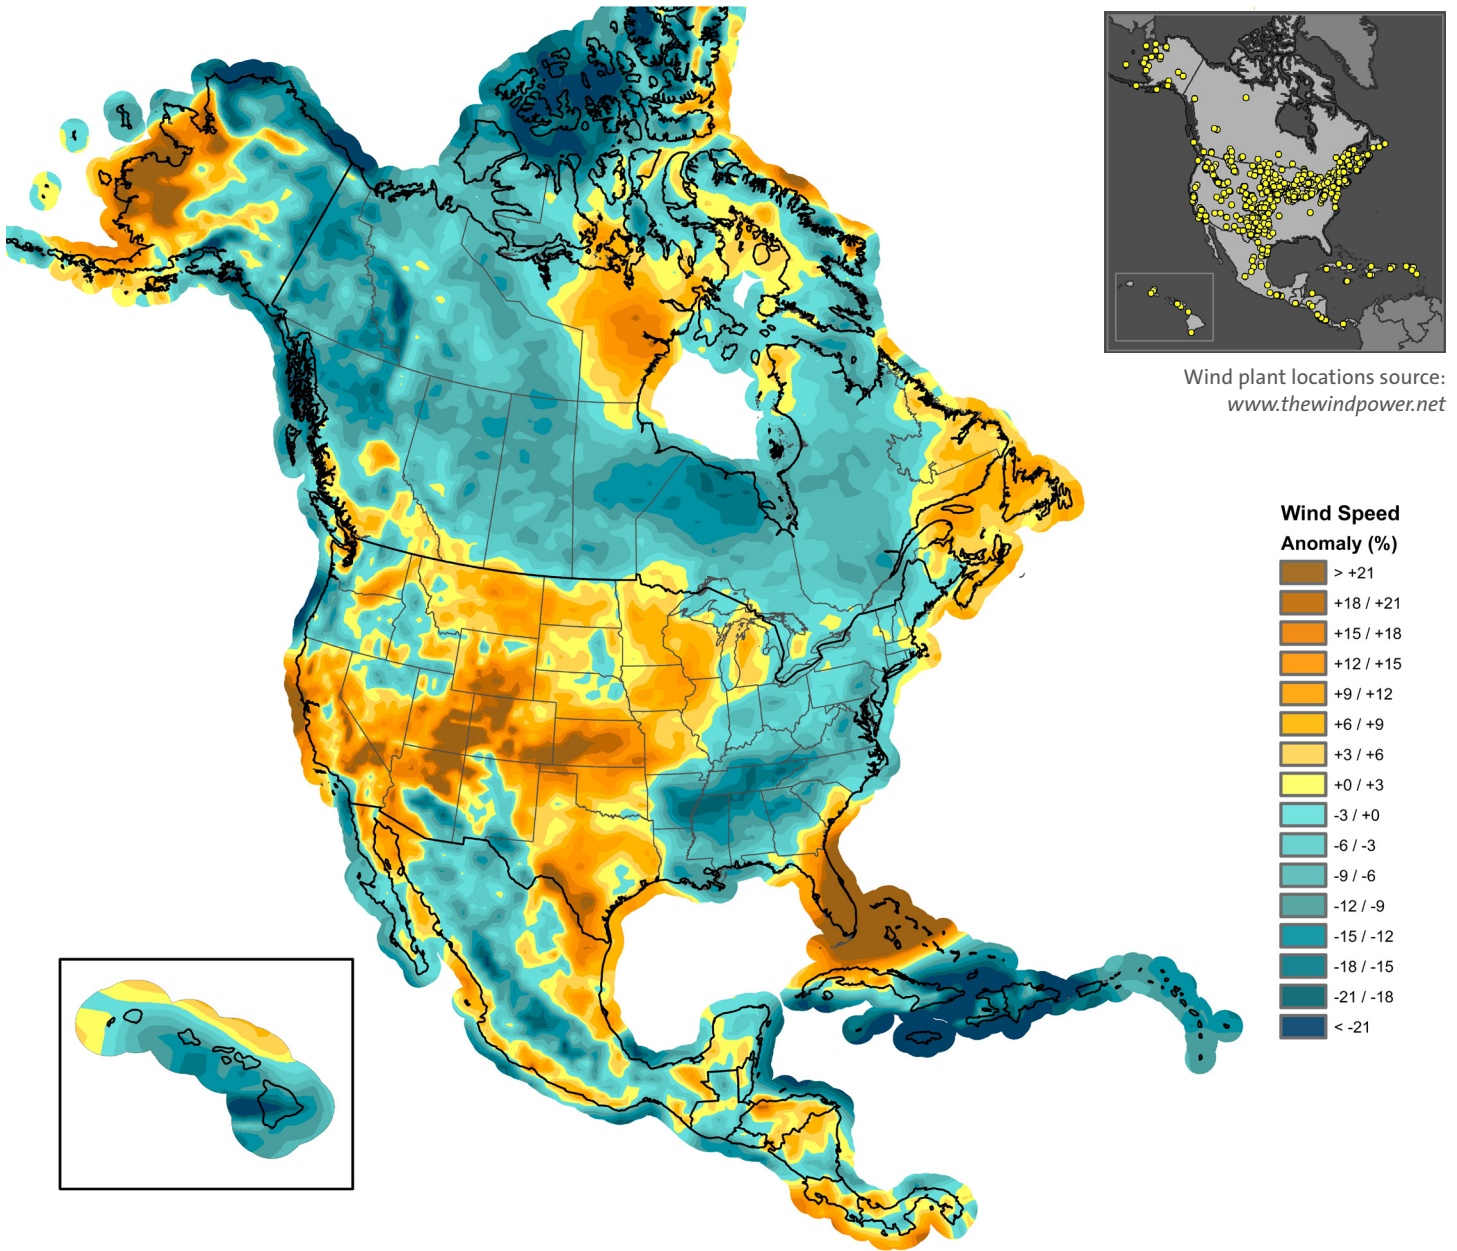 Wind plant locations source:
www.thewindpower.net
Wind Speed
Anomaly (%)
> +21
+18 / +21
+15 / +18
+12 / +15
+9 / +12
+6 / +9
+3 / +6
+0 / +3
-3 / +0
-6 / -3
-9 / -6
-12 / -9
-15 / -12
-18 / -15
-21 / -18
< -21